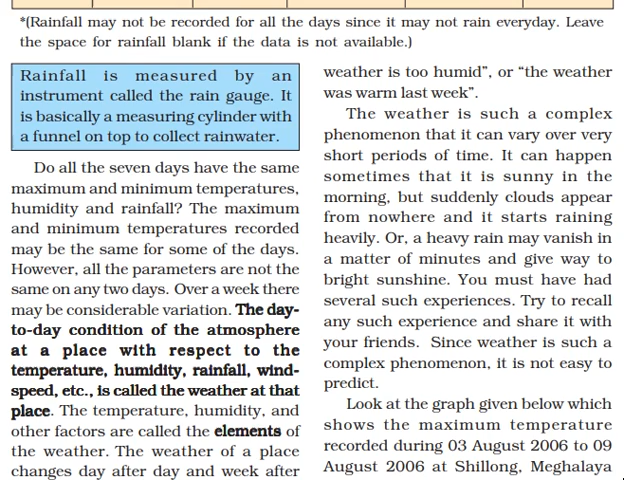 *(Rainfall may not be recorded for all the days since it may not rain everyday. Leave
the space for rainfall blank if the data is not available.)
Rainfall is measured by an
instrument called the rain gauge. It
is basically a measuring cylinder with
a funnel on top to collect rainwater.
Do all the seven days have the same
maximum and minimum temperatures,
humidity and rainfall? The maximum
and minimum temperatures recorded
may be the same for some of the days.
However, all the parameters are not the
same on any two days. Over a week there
may be considerable variation. The day-
to-day condition of the atmosphere
at a place with respect to the
temperature, humidity, rainfall, wind-
speed, etc., is called the weather at that
place. The temperature, humidity, and
other factors are called the elements of
the weather. The weather of a place
changes day after day and week after
weather is too humid”, or “the weather
was warm last week”.
The weather is such a complex
phenomenon that it can vary over very
short periods of time. It can happen
sometimes that it is sunny in the
morning, but suddenly clouds appear
from nowhere and it starts raining
heavily. Or, a heavy rain may vanish in
a matter of minutes and give way to
bright sunshine. You must have had
several such experiences. Try to recall
any such experience and share it with
your friends. Since weather is such a
complex phenomenon, it is not easy to
predict.
Look at the graph given below which
shows the maximum temperature
recorded during 03 August 2006 to 09
August 2006 at Shillong, Meghalaya